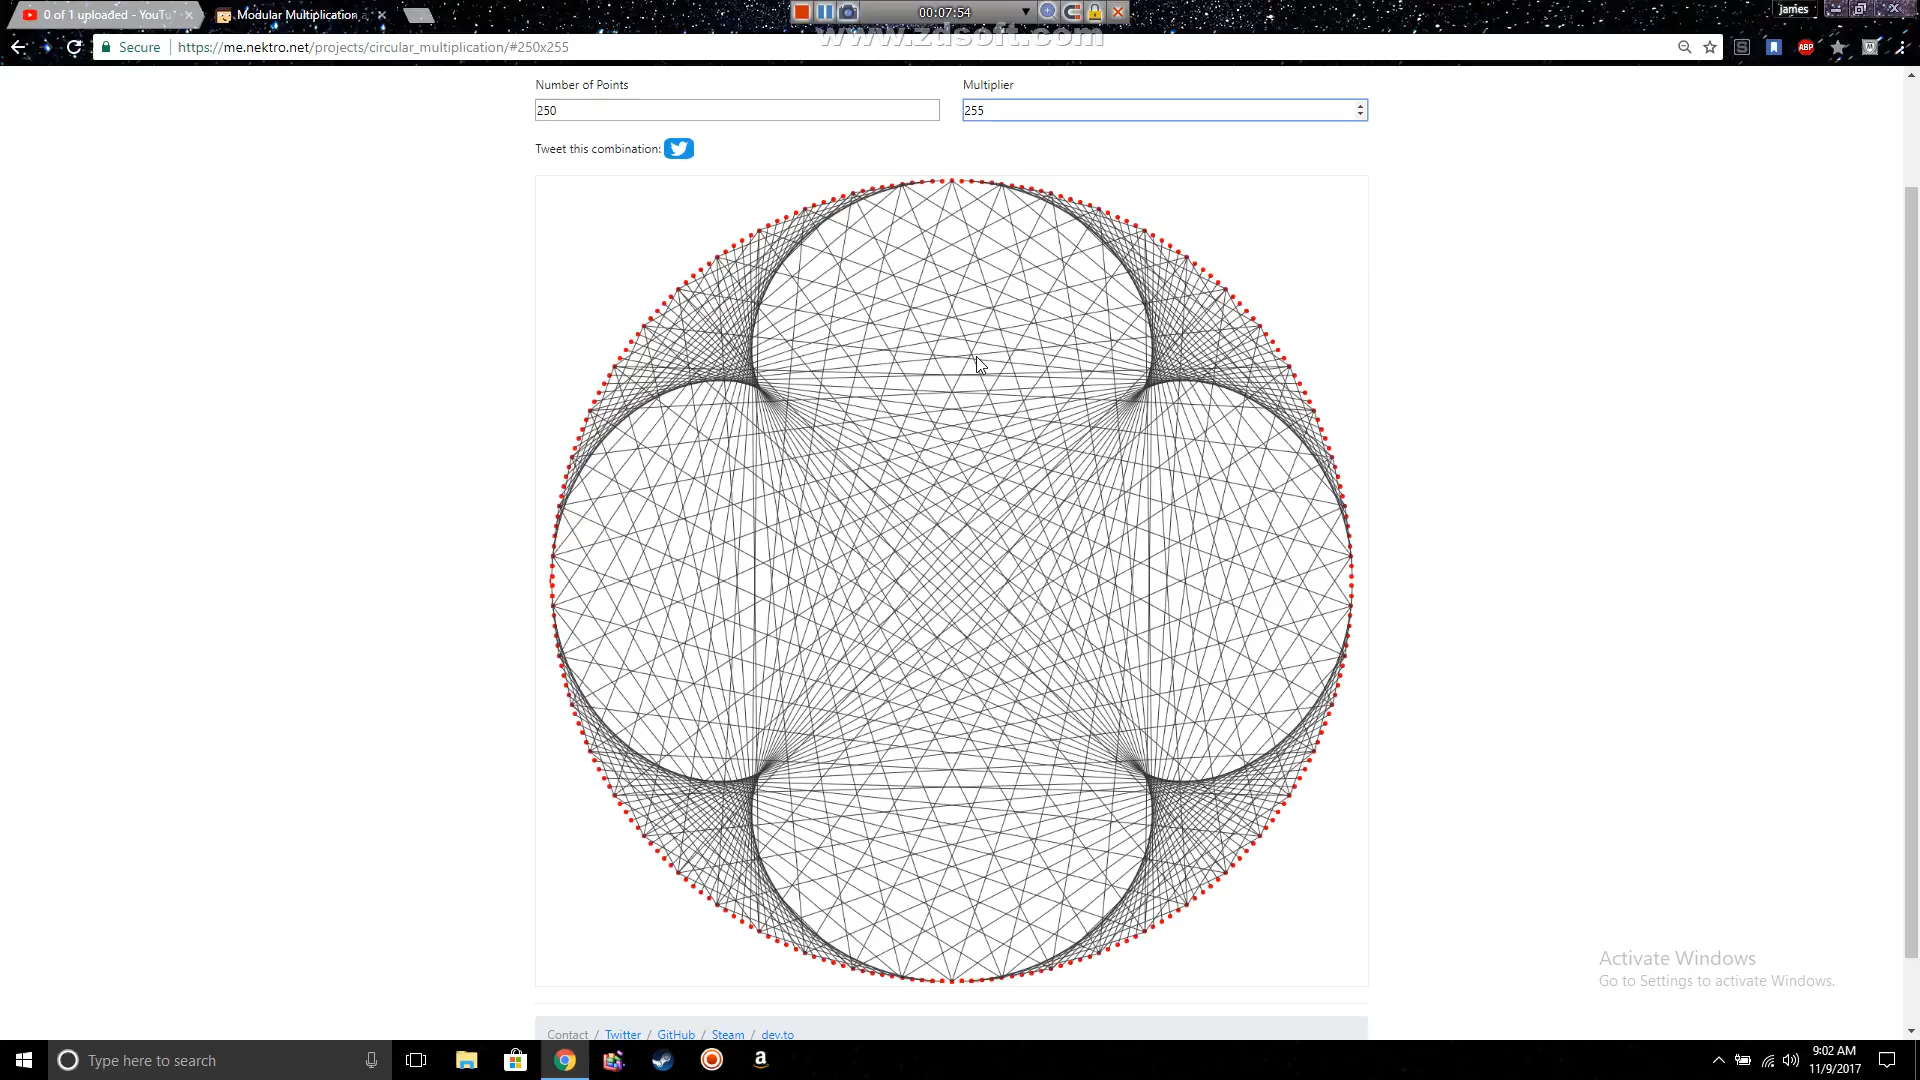 0 of 1 uploaded - YouTu
Modular Multiplication a
00:07:54
james
www.zdsoft.com
Secure
https://me.nektro.net/projects/circular_multiplication/#250x255
ABP
Number of Points
Multiplier
250
255
Tweet this combination:
Activate Windows
Go to Settings to activate Windows.
Contact / Twitter / GitHub / Steam / dev.to
Type here to search
9:02 AM
11/9/2017